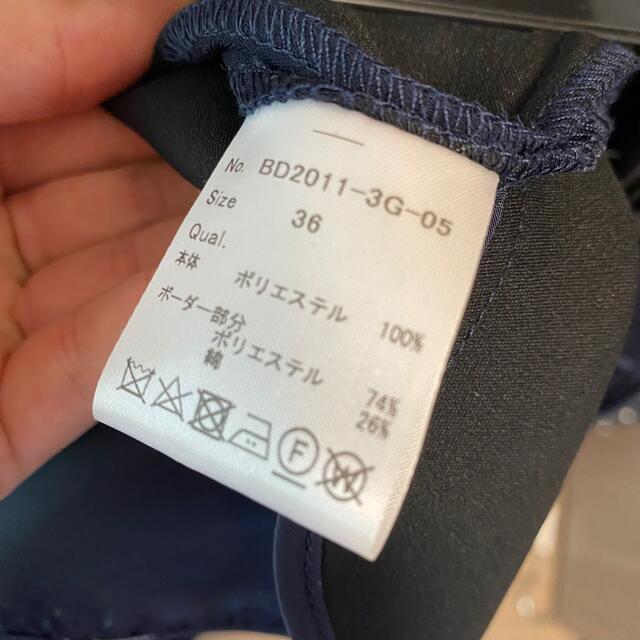 No. BD2011-3G-05
Size 36
Qual.
本体 ポリエステル 100%
ボーダー部分
ポリエステル 74%
綿 26%
F W